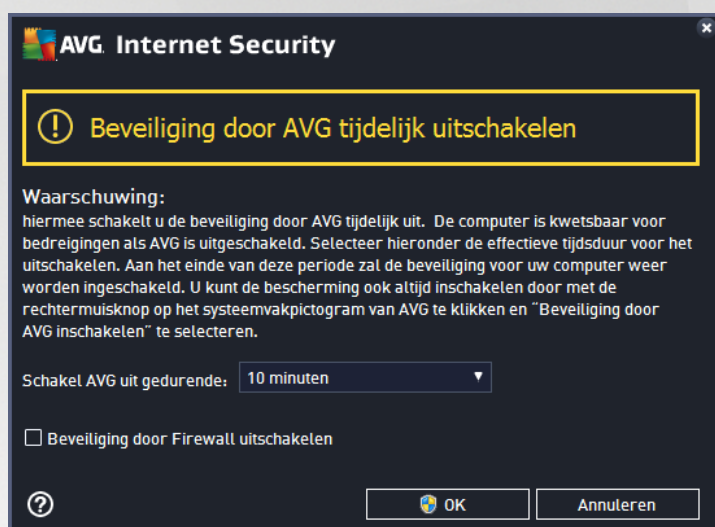 AVG. Internet Security
Beveiliging door AVG tijdelijk uitschakelen
Waarschuwing:
hiermee schakelt u de beveiliging door AVG tijdelijk uit. De computer is kwetsbaar voor
bedreigingen als AVG is uitgeschakeld. Selecteer hieronder de effectieve tijdsduur voor het
uitschakelen. Aan het einde van deze periode zal de beveiliging voor uw computer weer
worden ingeschakeld. U kunt de bescherming ook altijd inschakelen door met de
rechtermuisknop op het systeemvakpictogram van AVG te klikken en "Beveiliging door
AVG inschakelen" te selecteren.
Schakel AVG uit gedurende: 10 minuten
Beveiliging door Firewall uitschakelen
OK Annuleren